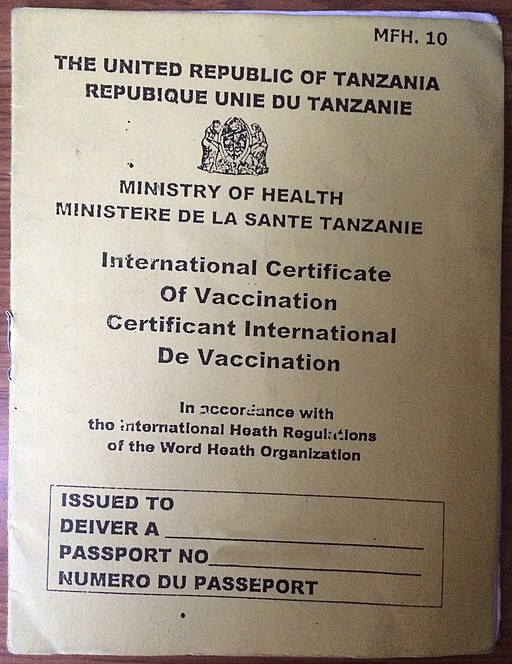 MFH. 10
THE UNITED REPUBLIC OF TANZANIA
REPUBIQUE UNIE DU TANZANIE
MINISTRY OF HEALTH
MINISTERE DE LA SANTE TANZANIE
International Certificate
Of Vaccination
Certificant International
De Vaccination
In accordance with
the International Heath Regulations
of the Word Heath Organization
ISSUED TO
DEIVER A
PASSPORT NO
NUMERO DU PASSEPORT